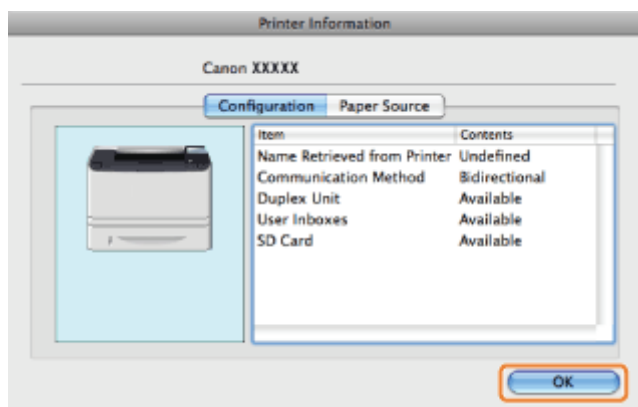 Printer Information
Canon XXXXX
Configuration Paper Source
Item Contents
Name Retrieved from Printer Undefined
Communication Method Bidirectional
Duplex Unit Available
User Inboxes Available
SD Card Available
OK